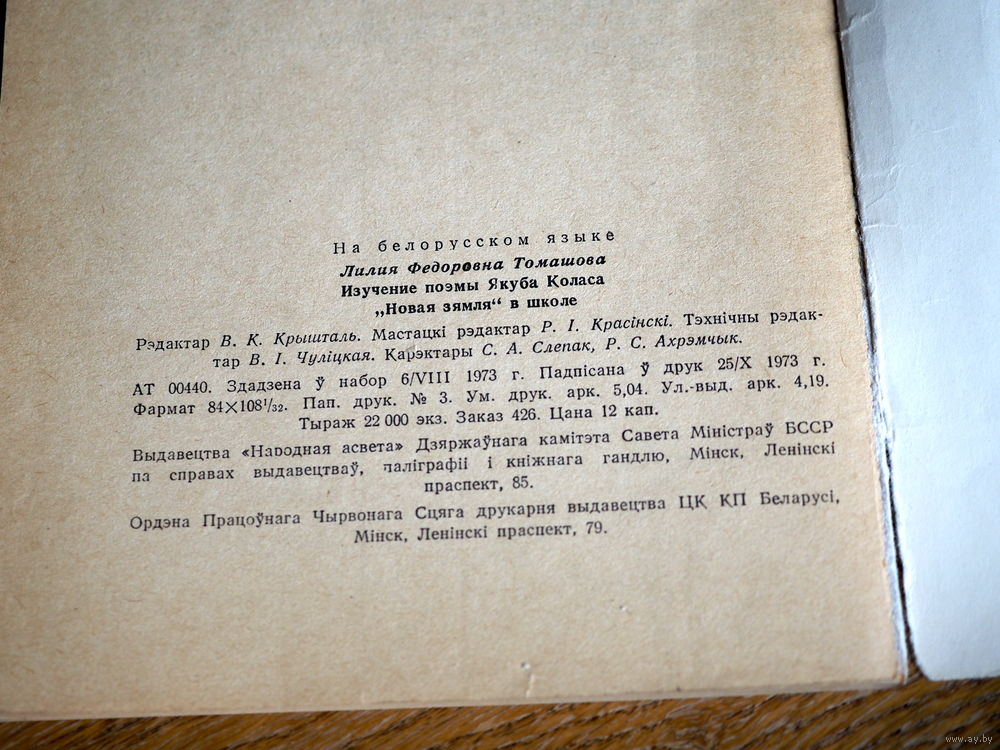 На белорусском языке
Лилия Федоровна Томашова
Изучение поэмы Якуба Коласа
„Новая зямля“ в школе
Рэдактар В. К. Крышталь. Мастацкі рэдактар Р. І. Красінскі. Тэхнічны рэдак-
тар В. І. Чуліцкая. Карэктары С. А. Слепак, Р. С. Ахрэмчык.
АТ 00440. Здадзена ў набор 6/VIII 1973 г. Падпісана ў друк 25/X 1973 г.
Фармат 84×108¹/₃₂. Пап. друк. № 3. Ум. друк. арк. 5,04. Ул.-выд. арк. 4,19.
Тыраж 22 000 экз. Заказ 426. Цана 12 кап.
Выдавецтва «Народная асвета» Дзяржаўнага камітэта Савета Міністраў БССР
па справах выдавецтваў, паліграфіі і кніжнага гандлю, Мінск, Ленінскі
праспект, 85.
Ордэна Працоўнага Чырвонага Сцяга друкарня выдавецтва ЦК КП Беларусі,
Мінск, Ленінскі праспект, 79.
www.ay.by